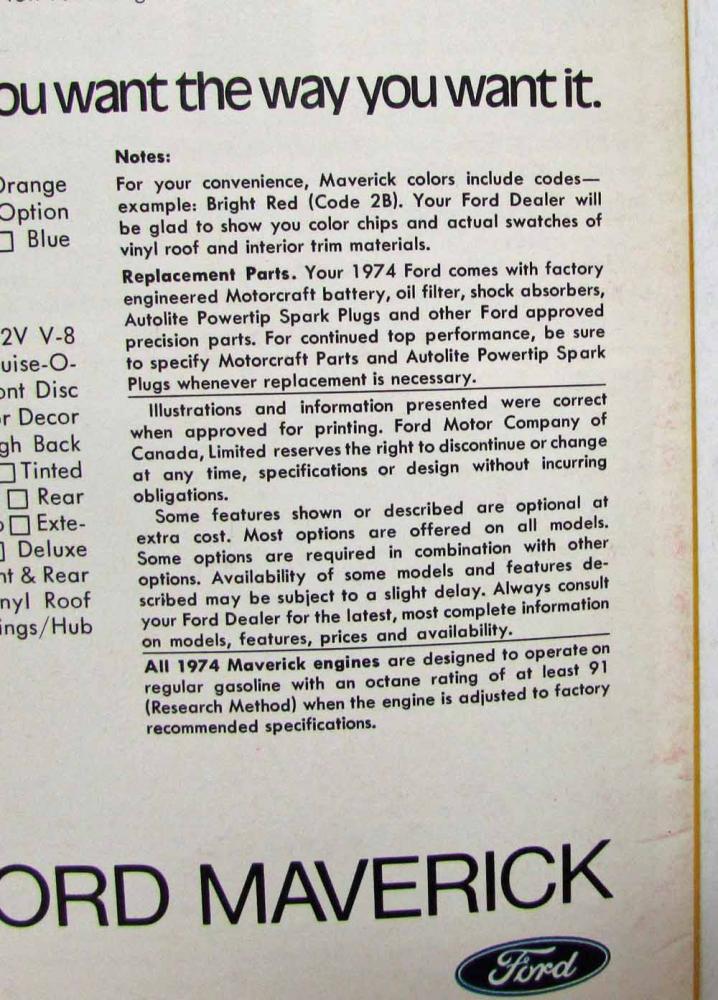 ou want the way you want it.
Orange
Option
Blue
2V V-8
uise-O-
ont Disc
r Decor
gh Back
Tinted
Rear
Exte-
Deluxe
nt & Rear
nyl Roof
ings/Hub
Notes:
For your convenience, Maverick colors include codes—
example: Bright Red (Code 2B). Your Ford Dealer will
be glad to show you color chips and actual swatches of
vinyl roof and interior trim materials.
Replacement Parts. Your 1974 Ford comes with factory
engineered Motorcraft battery, oil filter, shock absorbers,
Autolite Powertip Spark Plugs and other Ford approved
precision parts. For continued top performance, be sure
to specify Motorcraft Parts and Autolite Powertip Spark
Plugs whenever replacement is necessary.
Illustrations and information presented were correct
when approved for printing. Ford Motor Company of
Canada, Limited reserves the right to discontinue or change
at any time, specifications or design without incurring
obligations.
Some features shown or described are optional at
extra cost. Most options are offered on all models.
Some options are required in combination with other
options. Availability of some models and features de-
scribed may be subject to a slight delay. Always consult
your Ford Dealer for the latest, most complete information
on models, features, prices and availability.
All 1974 Maverick engines are designed to operate on
regular gasoline with an octane rating of at least 91
(Research Method) when the engine is adjusted to factory
recommended specifications.
ORD MAVERICK
Ford